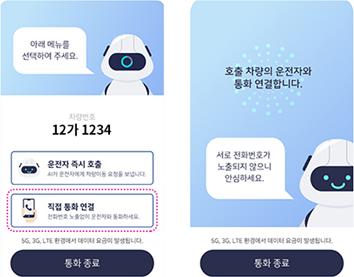 아래 메뉴를
선택하여 주세요.
차량번호
12가 1234
운전자 즉시 호출
AI가 운전자에게 차량이동 요청을 보냅니다.
직접 통화 연결
전화번호 노출없이 운전자와 통화하세요.
5G, 3G, LTE 환경에서 데이터 요금이 발생됩니다.
통화 종료
호출 차량의 운전자와
통화 연결합니다.
서로 전화번호가
노출되지 않으니
안심하세요.
5G, 3G, LTE 환경에서 데이터 요금이 발생됩니다.
통화 종료